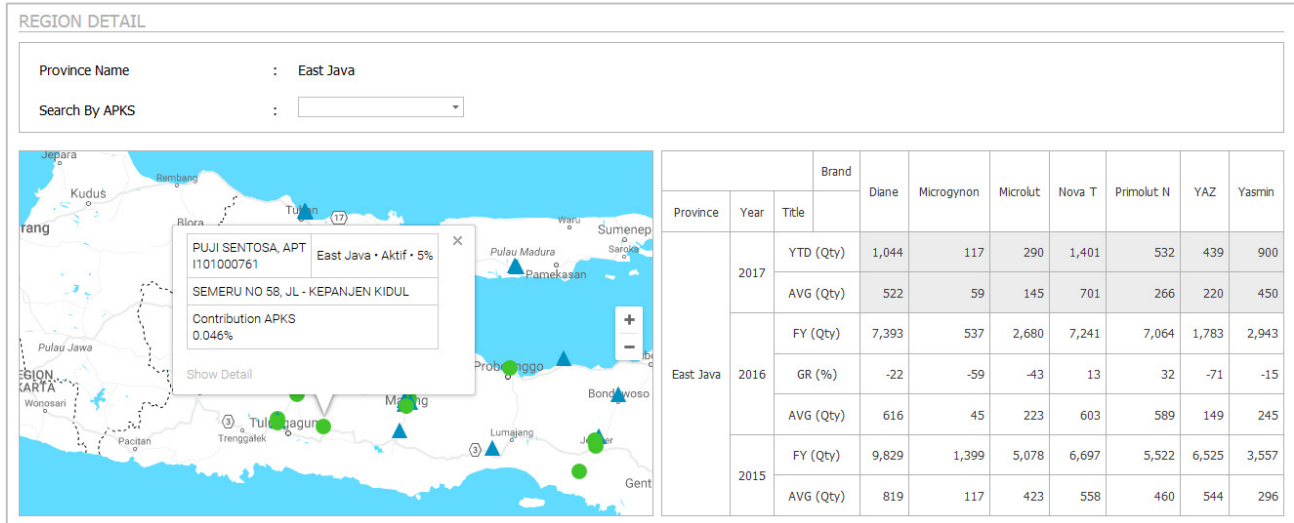 REGION DETAIL
Province Name : East Java
Search By APKS :
Jepara
Rembang
Kudus
Blora
Tuban
17
rang
Waru
Sumenep
Saroka
Pulau Madura
Pamekasan
PUJI SENTOSA, APT
I101000761
East Java • Aktif • 5%
×
SEMERU NO 58, JL - KEPANJEN KIDUL
Contribution APKS
0.046%
Show Detail
+
−
Pulau Jawa
EGION
KARTA
Wonosari
Pacitan
3
Trenggalek
Tulungagung
Malang
Probolinggo
Bondowoso
Lumajang
3
Jember
Gent
Brand
Province Year Title Diane Microgynon Microlut Nova T Primolut N YAZ Yasmin
East Java 2017 YTD (Qty) 1,044 117 290 1,401 532 439 900
AVG (Qty) 522 59 145 701 266 220 450
2016 FY (Qty) 7,393 537 2,680 7,241 7,064 1,783 2,943
GR (%) -22 -59 -43 13 32 -71 -15
AVG (Qty) 616 45 223 603 589 149 245
2015 FY (Qty) 9,829 1,399 5,078 6,697 5,522 6,525 3,557
AVG (Qty) 819 117 423 558 460 544 296